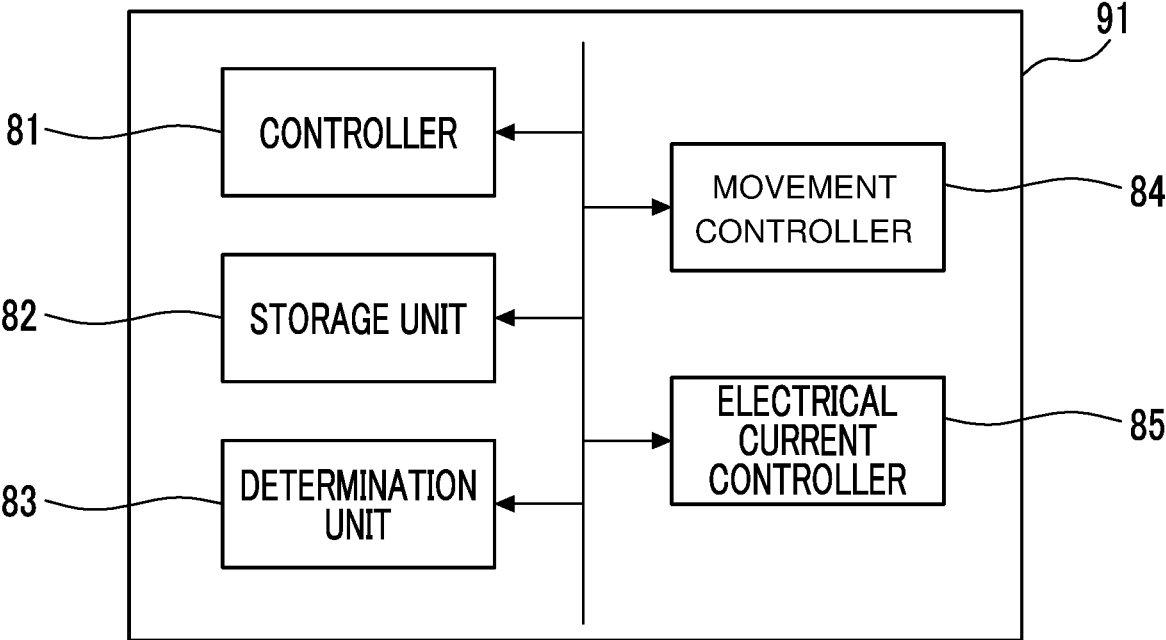 91
81
CONTROLLER
MOVEMENT
CONTROLLER
84
82
STORAGE UNIT
ELECTRICAL
CURRENT
CONTROLLER
85
83
DETERMINATION
UNIT